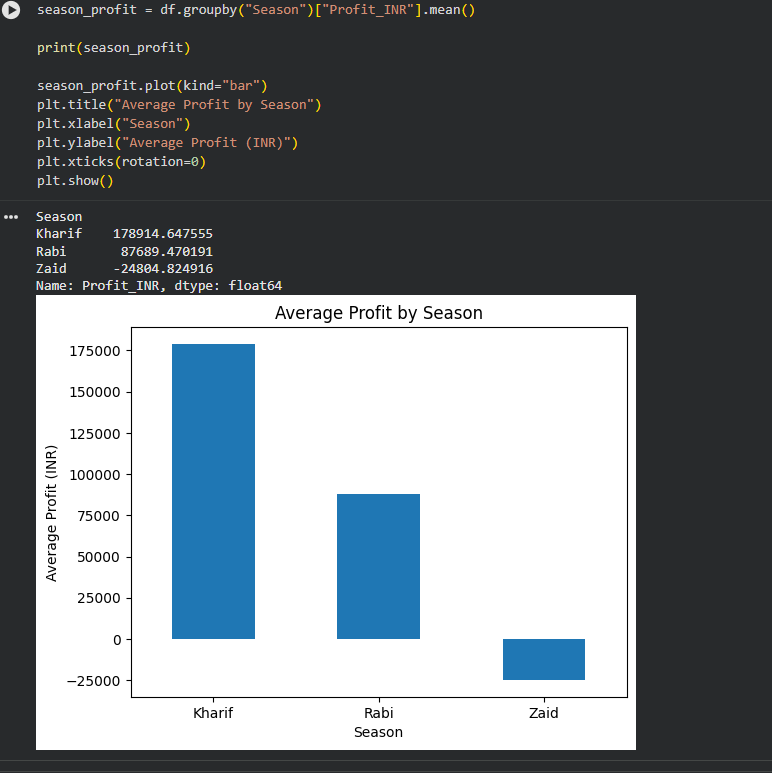 season_profit = df.groupby("Season")["Profit_INR"].mean()
print(season_profit)
season_profit.plot(kind="bar")
plt.title("Average Profit by Season")
plt.xlabel("Season")
plt.ylabel("Average Profit (INR)")
plt.xticks(rotation=0)
plt.show()
Season
Kharif    178914.647555
Rabi       87689.470191
Zaid      -24804.824916
Name: Profit_INR, dtype: float64
Average Profit by Season
Average Profit (INR)
175000
150000
125000
100000
75000
50000
25000
0
−25000
Kharif Rabi Zaid
Season